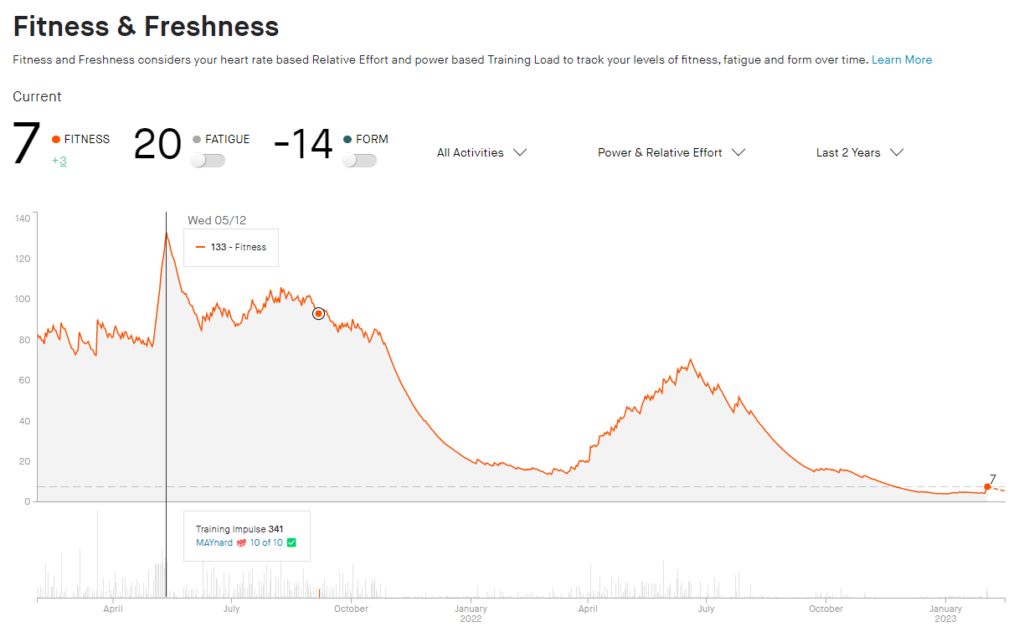 Fitness & Freshness
Fitness and Freshness considers your heart rate based Relative Effort and power based Training Load to track your levels of fitness, fatigue and form over time. Learn More
Current
7 FITNESS +3 20 FATIGUE -14 FORM
All Activities Power & Relative Effort Last 2 Years
Wed 05/12
133 - Fitness
140
120
100
80
60
40
20
0
7
Training Impulse 341
MAYnard 💯 10 of 10 ✅
April July October January April July October January
2022 2023